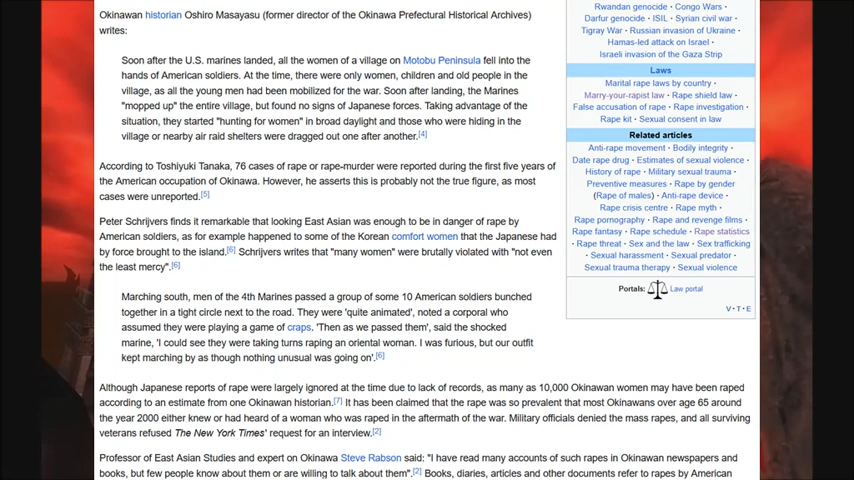 Okinawan historian Oshiro Masayasu (former director of the Okinawa Prefectural Historical Archives)
writes:
Soon after the U.S. marines landed, all the women of a village on Motobu Peninsula fell into the
hands of American soldiers. At the time, there were only women, children and old people in the
village, as all the young men had been mobilized for the war. Soon after landing, the Marines
"mopped up" the entire village, but found no signs of Japanese forces. Taking advantage of the
situation, they started "hunting for women" in broad daylight and those who were hiding in the
village or nearby air raid shelters were dragged out one after another.[4]
According to Toshiyuki Tanaka, 76 cases of rape or rape-murder were reported during the first five years of
the American occupation of Okinawa. However, he asserts this is probably not the true figure, as most
cases were unreported.[5]
Peter Schrijvers finds it remarkable that looking East Asian was enough to be in danger of rape by
American soldiers, as for example happened to some of the Korean comfort women that the Japanese had
by force brought to the island.[6] Schrijvers writes that "many women" were brutally violated with "not even
the least mercy".[6]
Marching south, men of the 4th Marines passed a group of some 10 American soldiers bunched
together in a tight circle next to the road. They were 'quite animated', noted a corporal who
assumed they were playing a game of craps. 'Then as we passed them', said the shocked
marine, 'I could see they were taking turns raping an oriental woman. I was furious, but our outfit
kept marching by as though nothing unusual was going on'.[6]
Although Japanese reports of rape were largely ignored at the time due to lack of records, as many as 10,000 Okinawan women may have been raped
according to an estimate from one Okinawan historian.[7] It has been claimed that the rape was so prevalent that most Okinawans over age 65 around
the year 2000 either knew or had heard of a woman who was raped in the aftermath of the war. Military officials denied the mass rapes, and all surviving
veterans refused The New York Times' request for an interview.[2]
Professor of East Asian Studies and expert on Okinawa Steve Rabson said: "I have read many accounts of such rapes in Okinawan newspapers and
books, but few people know about them or are willing to talk about them".[2] Books, diaries, articles and other documents refer to rapes by American
Rwandan genocide · Congo Wars ·
Darfur genocide · ISIL · Syrian civil war ·
Tigray War · Russian invasion of Ukraine ·
Hamas-led attack on Israel ·
Israeli invasion of the Gaza Strip
Laws
Marital rape laws by country ·
Marry-your-rapist law · Rape shield law ·
False accusation of rape · Rape investigation ·
Rape kit · Sexual consent in law
Related articles
Anti-rape movement · Bodily integrity ·
Date rape drug · Estimates of sexual violence ·
History of rape · Military sexual trauma ·
Preventive measures · Rape by gender
(Rape of males) · Anti-rape device ·
Rape crisis centre · Rape myth ·
Rape pornography · Rape and revenge films ·
Rape fantasy · Rape schedule · Rape statistics
· Rape threat · Sex and the law · Sex trafficking
· Sexual harassment · Sexual predator ·
Sexual trauma therapy · Sexual violence
Portals: Law portal
V · T · E